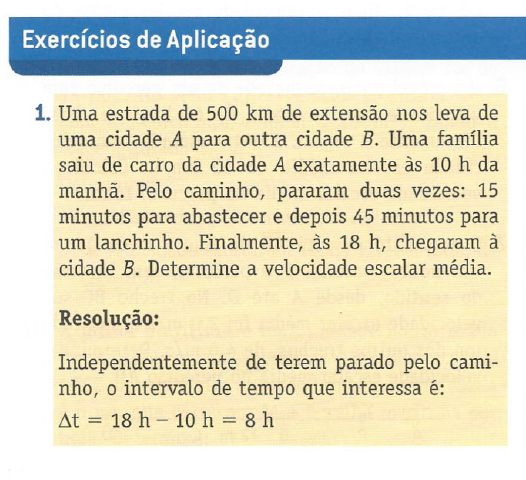 Exercícios de Aplicação
1. Uma estrada de 500 km de extensão nos leva de
uma cidade A para outra cidade B. Uma família
saiu de carro da cidade A exatamente às 10 h da
manhã. Pelo caminho, pararam duas vezes: 15
minutos para abastecer e depois 45 minutos para
um lanchinho. Finalmente, às 18 h, chegaram à
cidade B. Determine a velocidade escalar média.
Resolução:
Independentemente de terem parado pelo cami-
nho, o intervalo de tempo que interessa é:
Δt = 18 h – 10 h = 8 h